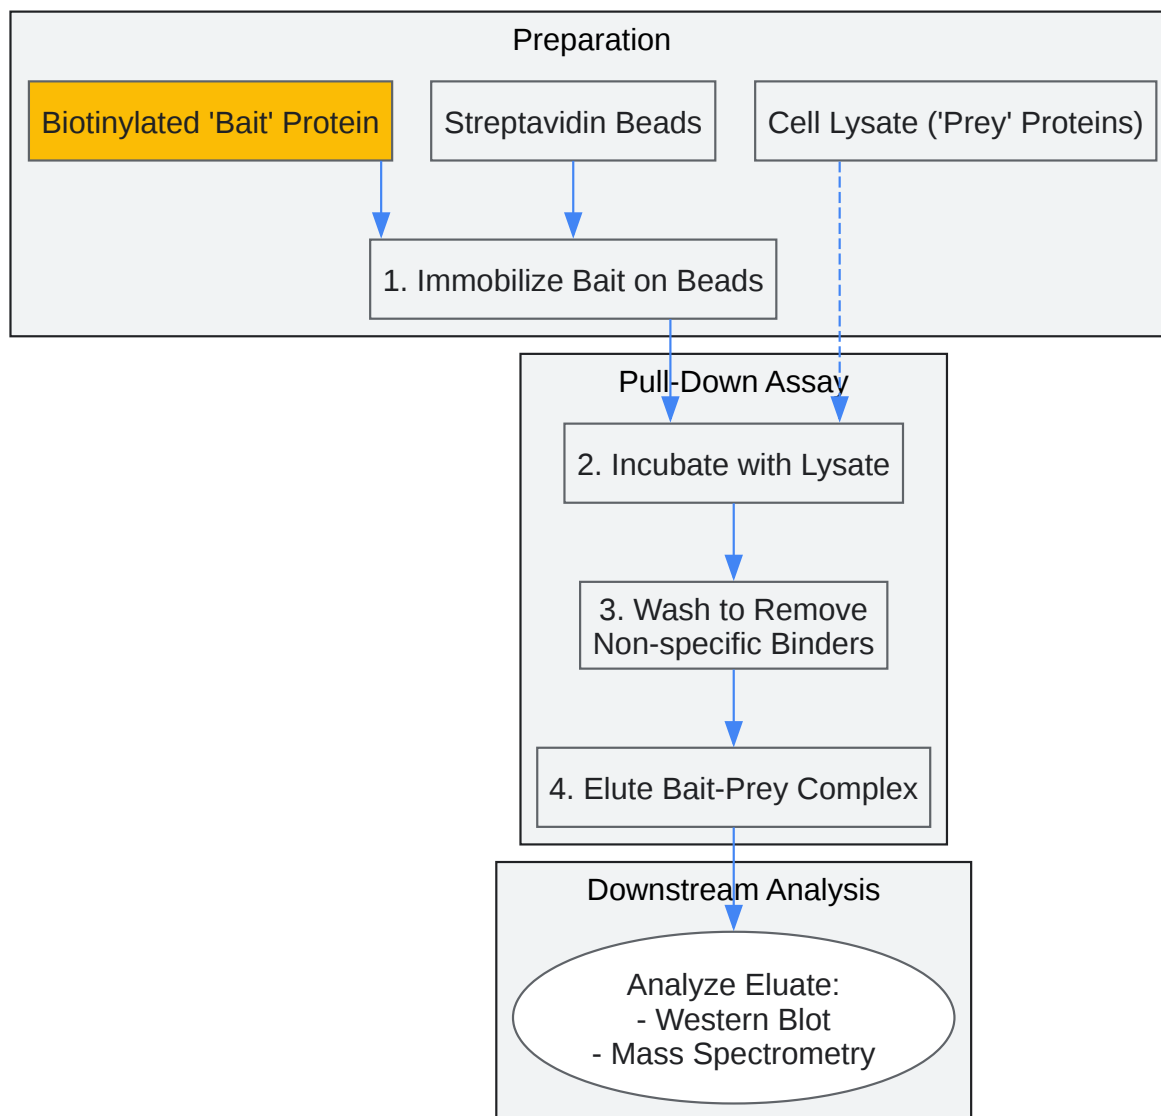 Preparation
Biotinylated 'Bait' Protein
Streptavidin Beads
Cell Lysate ('Prey' Proteins)
1. Immobilize Bait on Beads
Pull-Down Assay
2. Incubate with Lysate
3. Wash to Remove
Non-specific Binders
4. Elute Bait-Prey Complex
Downstream Analysis
Analyze Eluate:
- Western Blot
- Mass Spectrometry